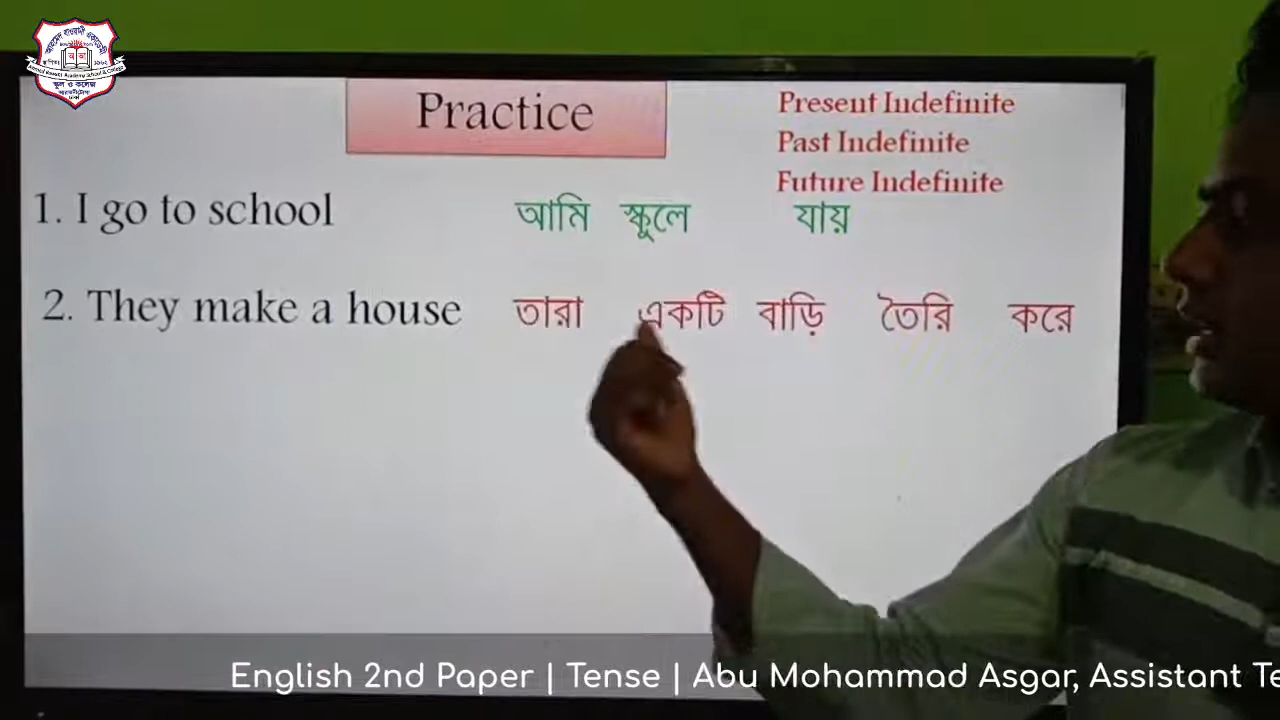 Practice
Present Indefinite
Past Indefinite
Future Indefinite
1. I go to school আমি স্কুলে যায়
2. They make a house তারা একটি বাড়ি তৈরি করে
English 2nd Paper | Tense | Abu Mohammad Asgar, Assistant Te